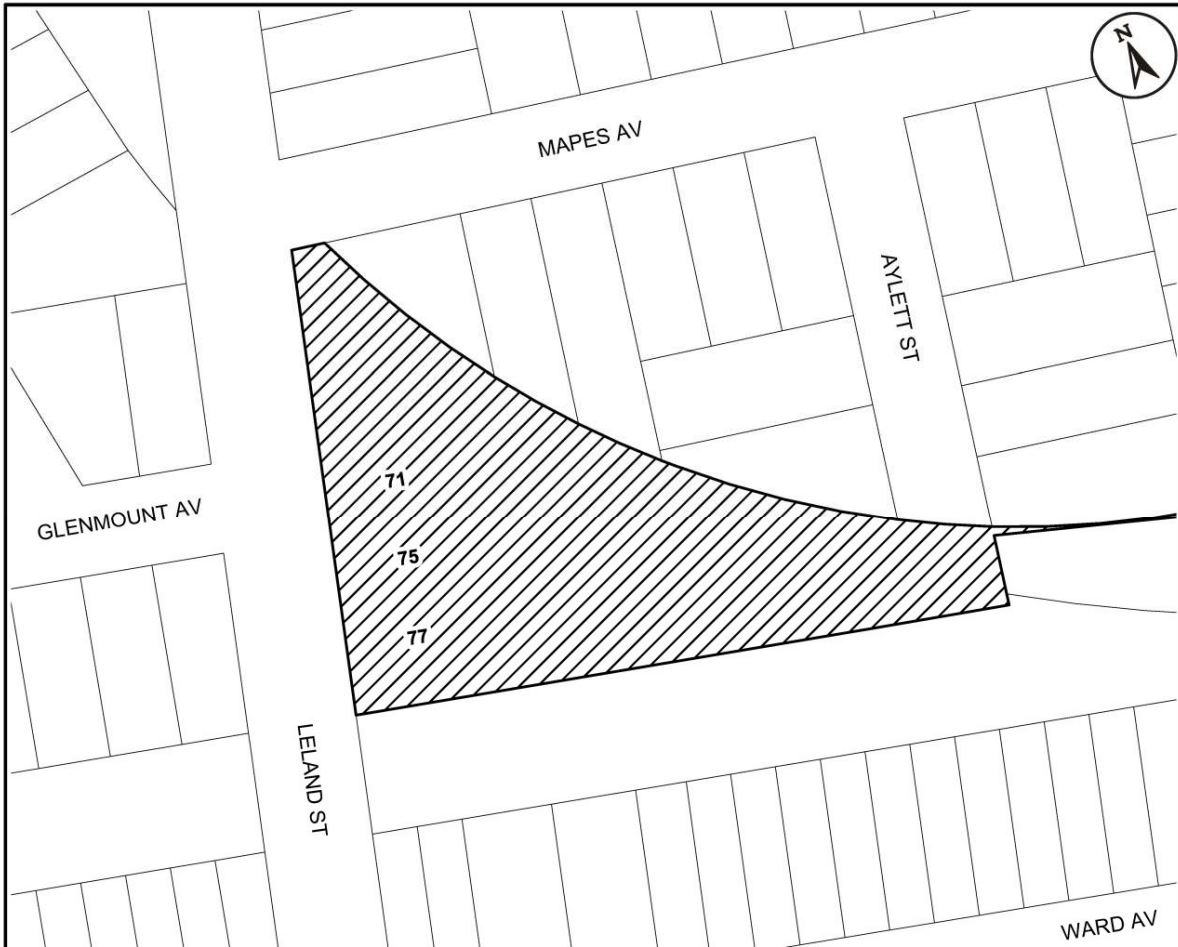 N
MAPES AV
AYLETT ST
71
GLENMOUNT AV
75
77
LELAND ST
WARD AV